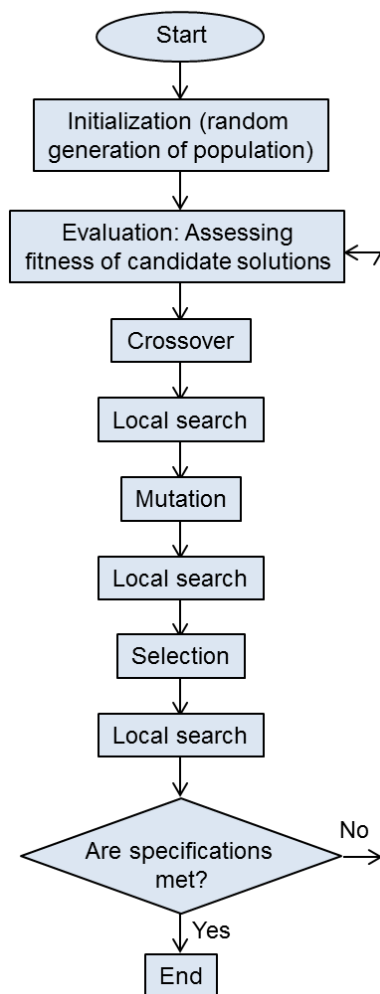 Start
Initialization (random
generation of population)
Evaluation: Assessing
fitness of candidate solutions
Crossover
Local search
Mutation
Local search
Selection
Local search
Are specifications
met?
No
Yes
End